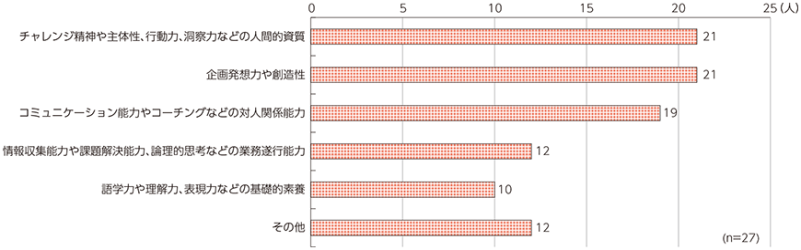 0 5 10 15 20 25 (人)
チャレンジ精神や主体性、行動力、洞察力などの人間的資質 21
企画発想力や創造性 21
コミュニケーション能力やコーチングなどの対人関係能力 19
情報収集能力や課題解決能力、論理的思考などの業務遂行能力 12
語学力や理解力、表現力などの基礎的素養 10
その他 12
(n=27)